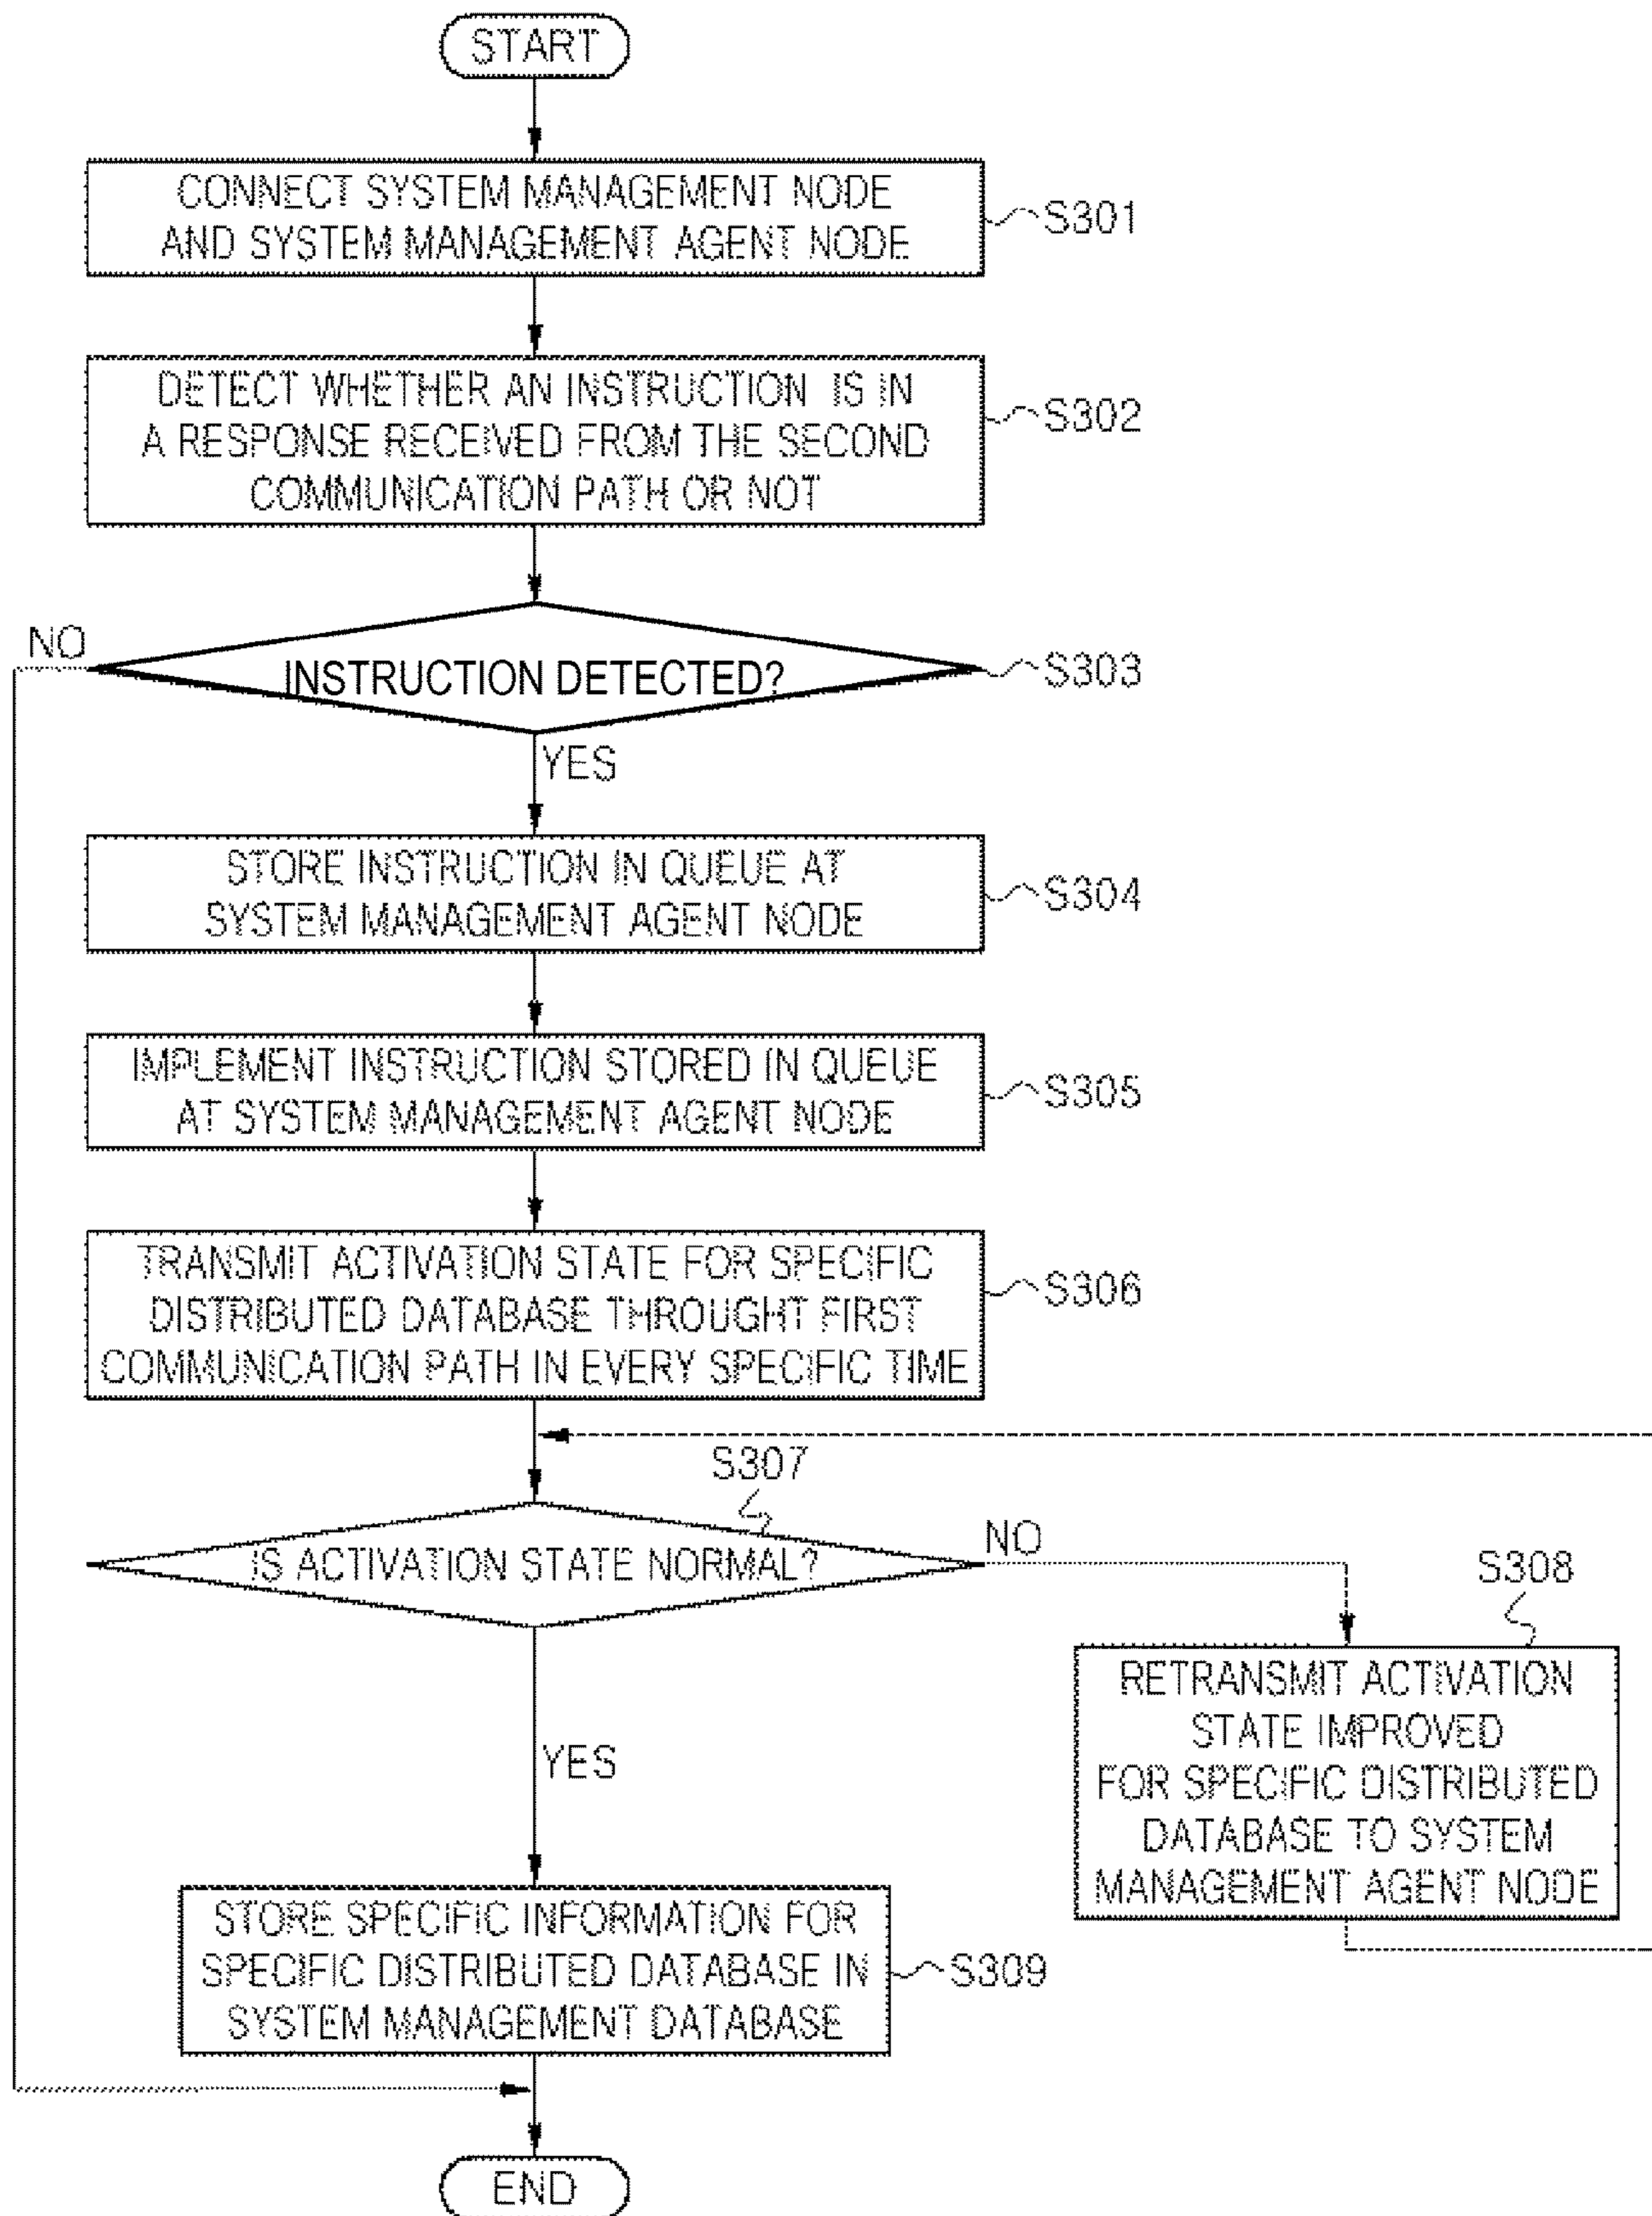 START
CONNECT SYSTEM MANAGEMENT NODE
AND SYSTEM MANAGEMENT AGENT NODE
S301
DETECT WHETHER AN INSTRUCTION IS IN
A RESPONSE RECEIVED FROM THE SECOND
COMMUNICATION PATH OR NOT
S302
NO
INSTRUCTION DETECTED?
S303
YES
STORE INSTRUCTION IN QUEUE AT
SYSTEM MANAGEMENT AGENT NODE
S304
IMPLEMENT INSTRUCTION STORED IN QUEUE
AT SYSTEM MANAGEMENT AGENT NODE
S305
TRANSMIT ACTIVATION STATE FOR SPECIFIC
DISTRIBUTED DATABASE THROUGHT FIRST
COMMUNICATION PATH IN EVERY SPECIFIC TIME
S306
S307
IS ACTIVATION STATE NORMAL?
NO
S308
RETRANSMIT ACTIVATION
STATE IMPROVED
FOR SPECIFIC DISTRIBUTED
DATABASE TO SYSTEM
MANAGEMENT AGENT NODE
YES
STORE SPECIFIC INFORMATION FOR
SPECIFIC DISTRIBUTED DATABASE IN
SYSTEM MANAGEMENT DATABASE
S309
END